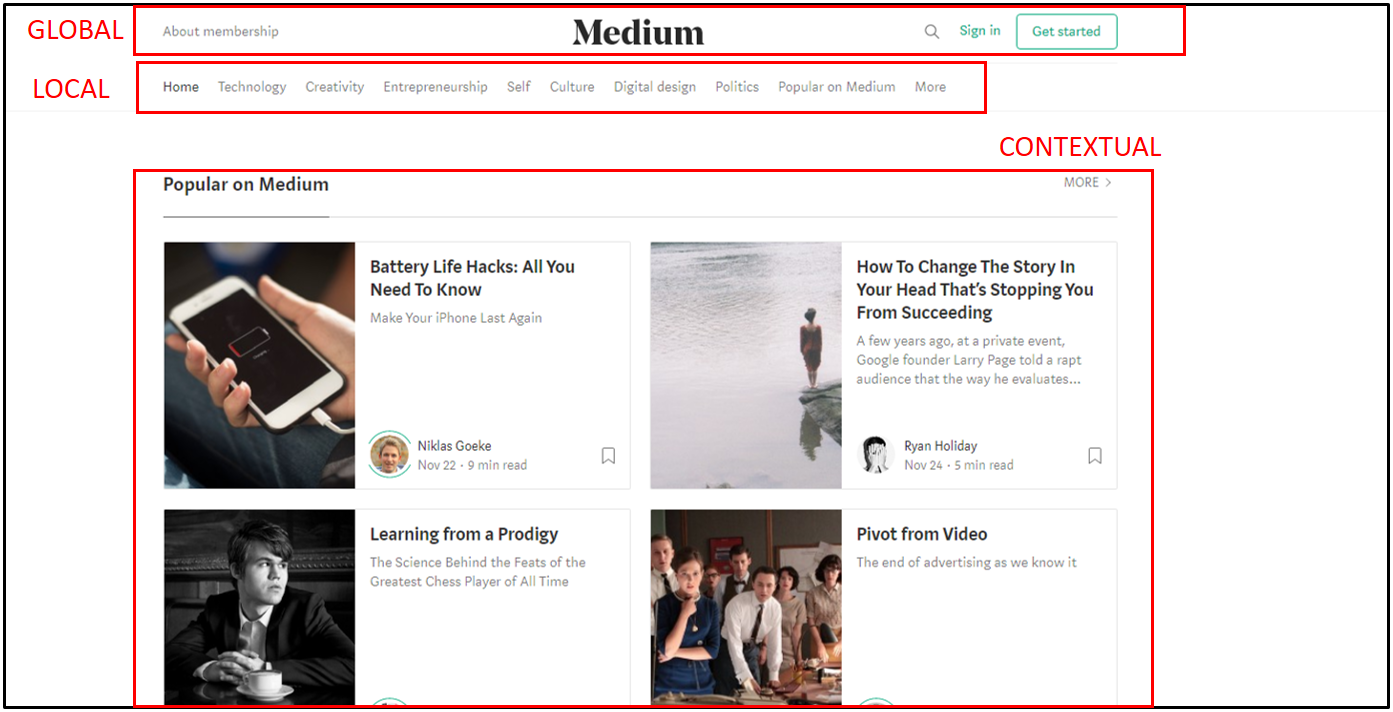 GLOBAL
About membership Medium Sign in Get started
LOCAL
Home Technology Creativity Entrepreneurship Self Culture Digital design Politics Popular on Medium More
CONTEXTUAL
Popular on Medium MORE >
Battery Life Hacks: All You
Need To Know
Make Your iPhone Last Again
Niklas Goeke
Nov 22 · 9 min read
How To Change The Story In
Your Head That's Stopping You
From Succeeding
A few years ago, at a private event,
Google founder Larry Page told a rapt
audience that the way he evaluates...
Ryan Holiday
Nov 24 · 5 min read
Learning from a Prodigy
The Science Behind the Feats of the
Greatest Chess Player of All Time
Pivot from Video
The end of advertising as we know it